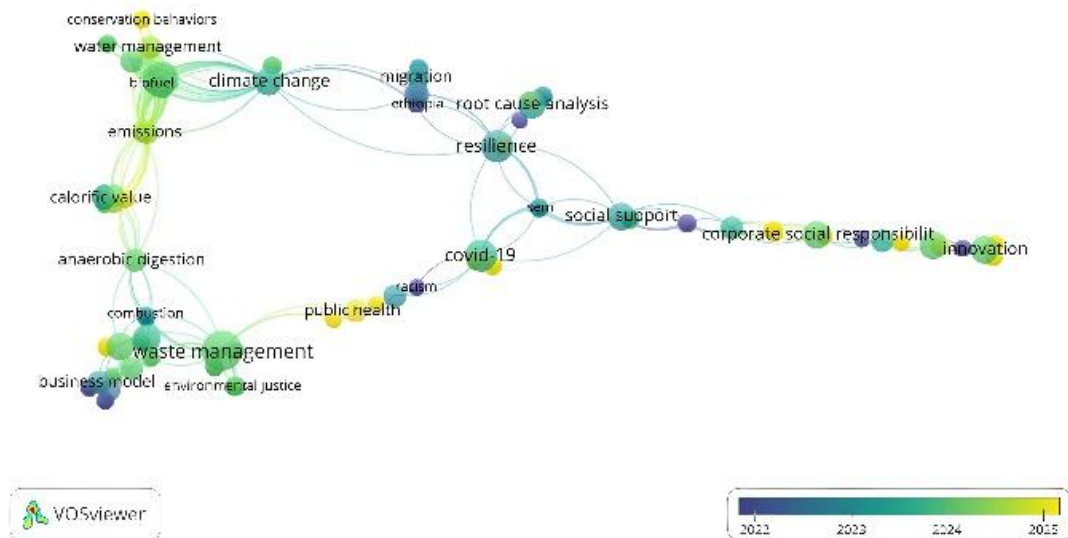 conservation behaviors
water management
biofuel
climate change
migration
ethiopia
root cause analysis
emissions
resilience
calorific value
sem
social support
corporate social responsibilit
innovation
anaerobic digestion
covid-19
racism
public health
combustion
waste management
business model
environmental justice
VOSviewer
2022 2023 2024 2025